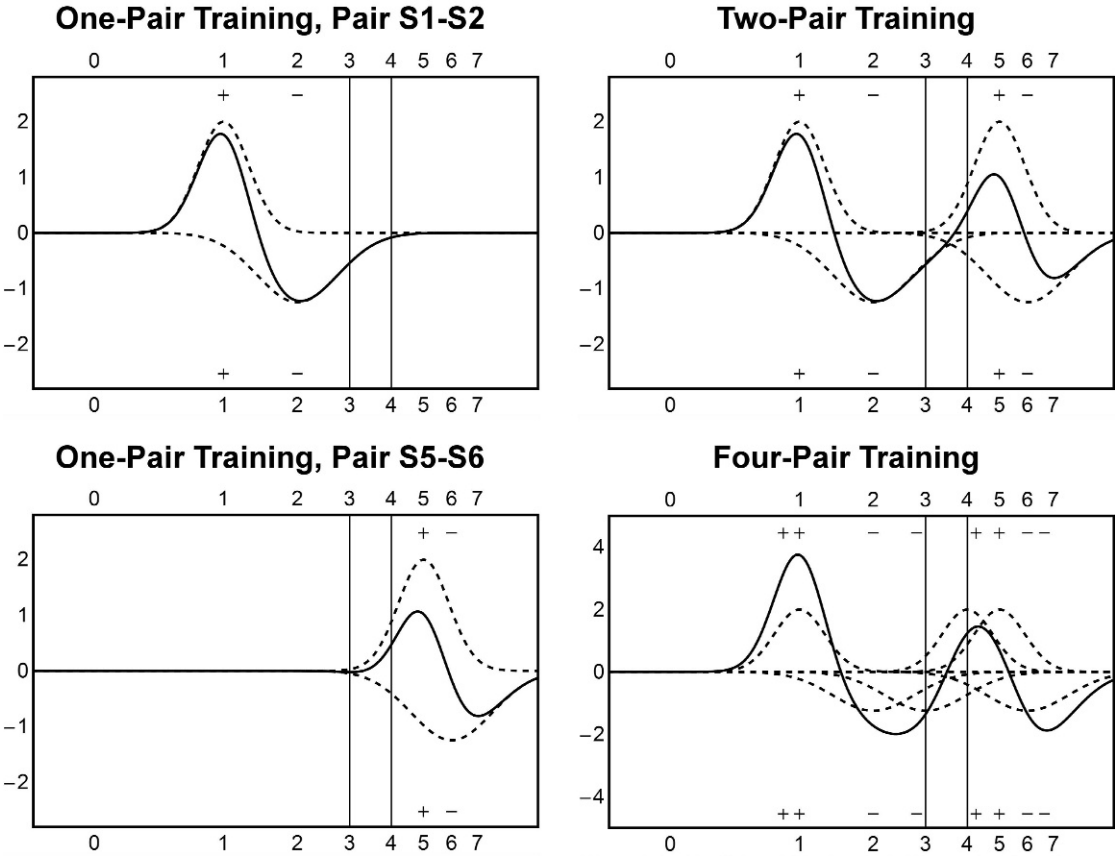 One-Pair Training, Pair S1-S2
0 1 2 3 4 5 6 7
+ −
2
1
0
−1
−2
+ −
0 1 2 3 4 5 6 7
Two-Pair Training
0 1 2 3 4 5 6 7
+ − + −
2
1
0
−1
−2
+ − + −
0 1 2 3 4 5 6 7
One-Pair Training, Pair S5-S6
0 1 2 3 4 5 6 7
+ −
2
1
0
−1
−2
+ −
0 1 2 3 4 5 6 7
Four-Pair Training
0 1 2 3 4 5 6 7
++ − − + + −−
4
2
0
−2
−4
++ − − + + −−
0 1 2 3 4 5 6 7